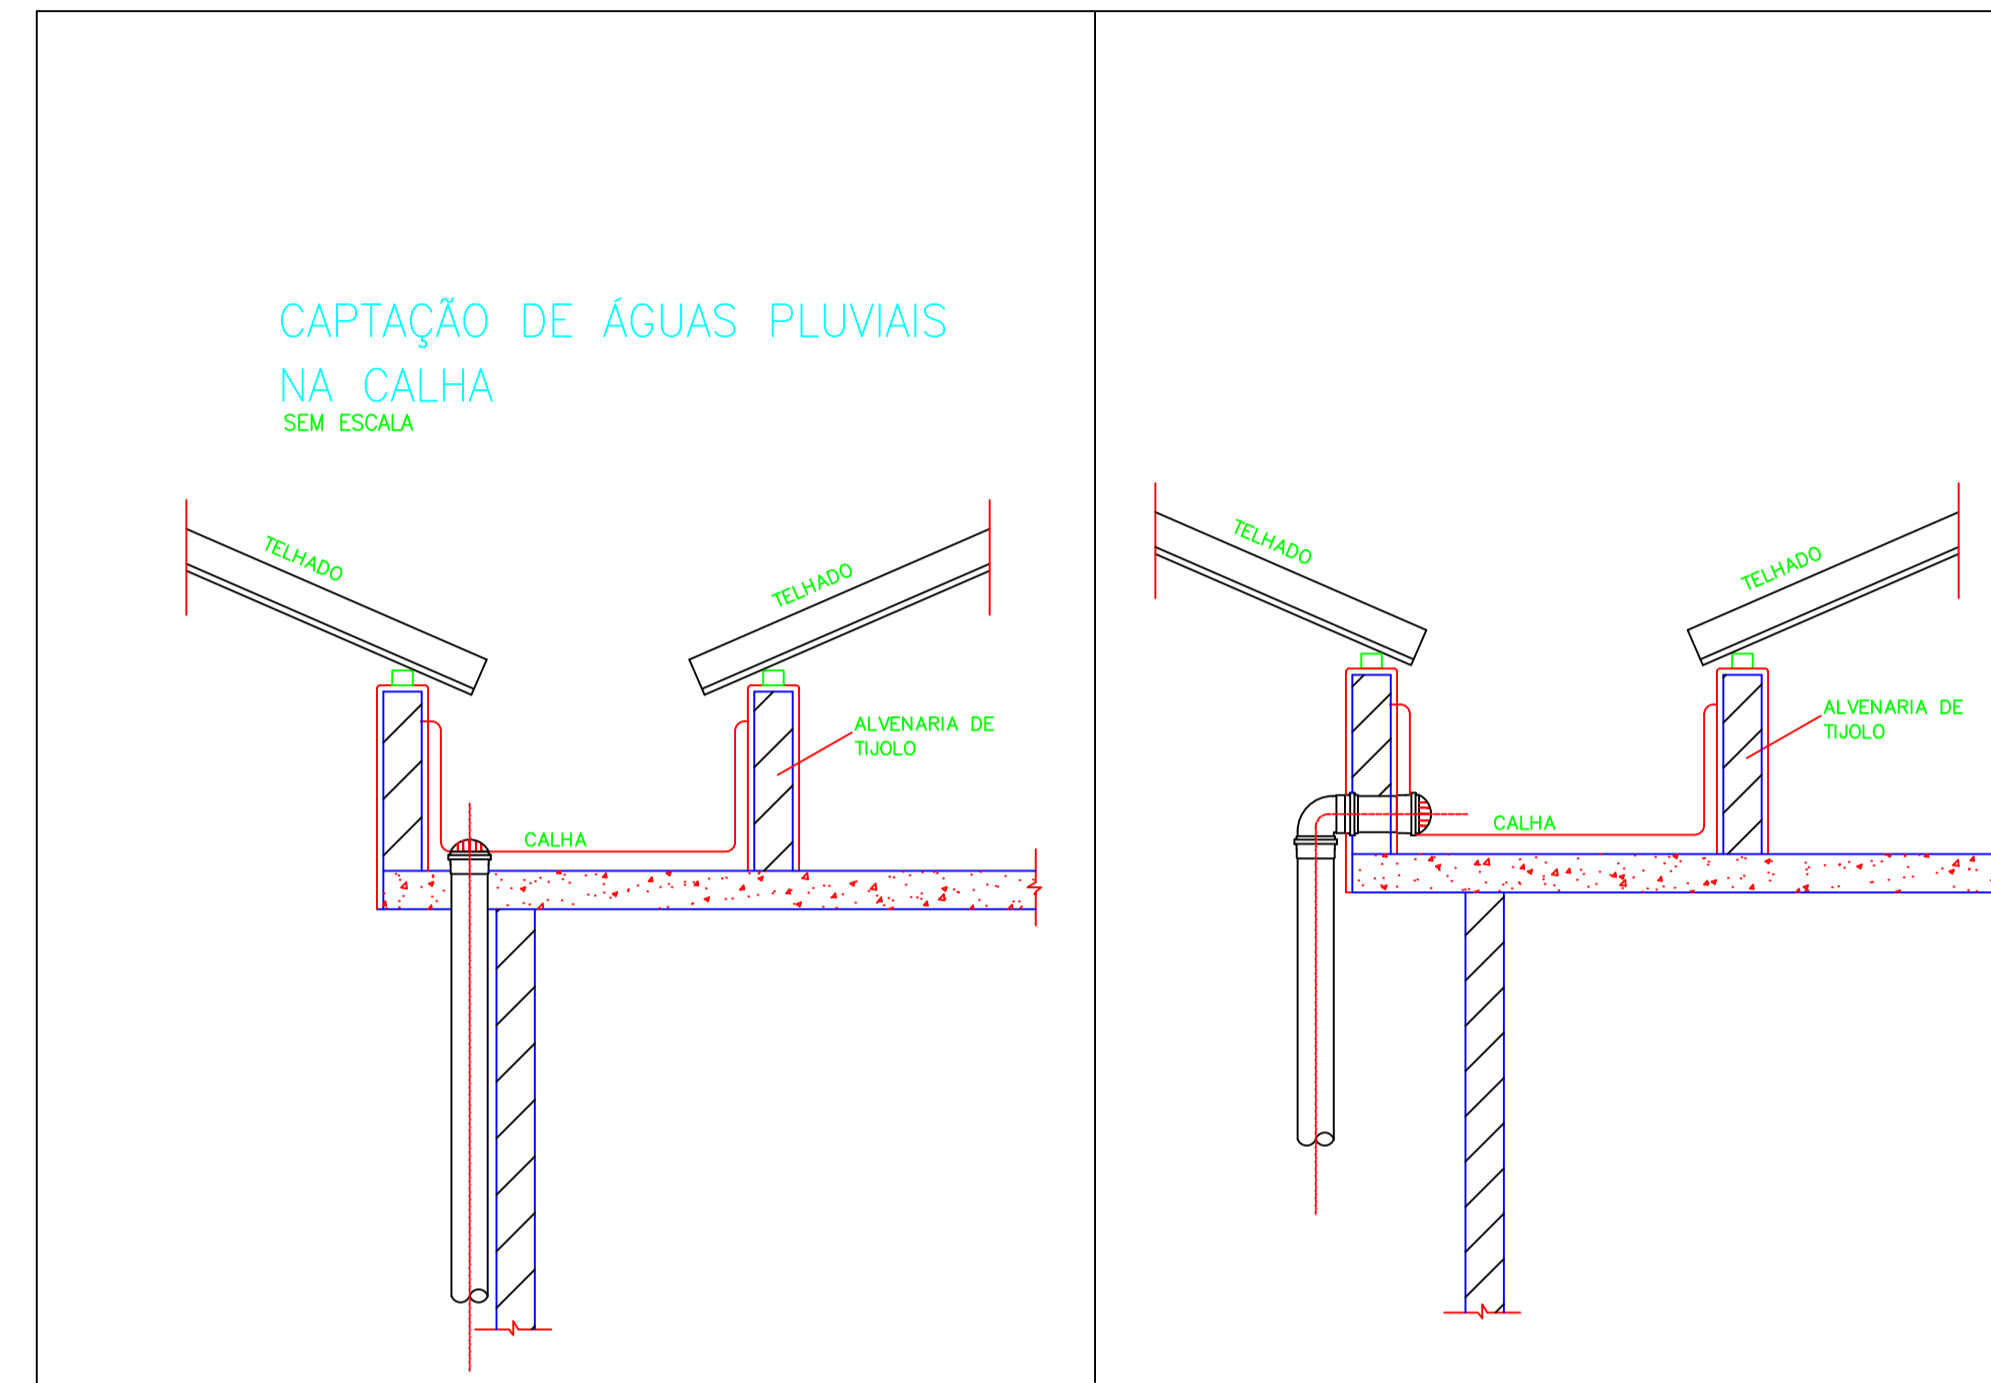 CAPTAÇÃO DE ÁGUAS PLUVIAIS
NA CALHA
SEM ESCALA
TELHADO
TELHADO
ALVENARIA DE
TIJOLO
CALHA
TELHADO
TELHADO
ALVENARIA DE
TIJOLO
CALHA